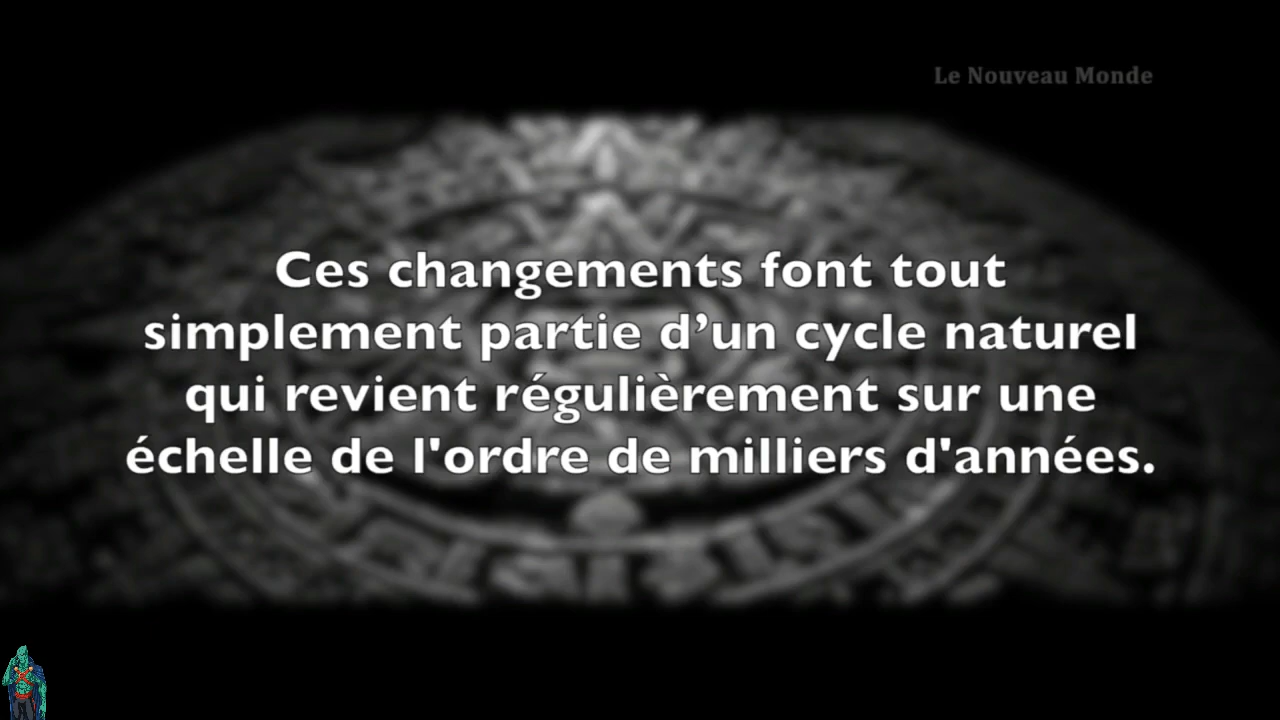 Le Nouveau Monde
Ces changements font tout
simplement partie d’un cycle naturel
qui revient régulièrement sur une
échelle de l'ordre de milliers d'années.